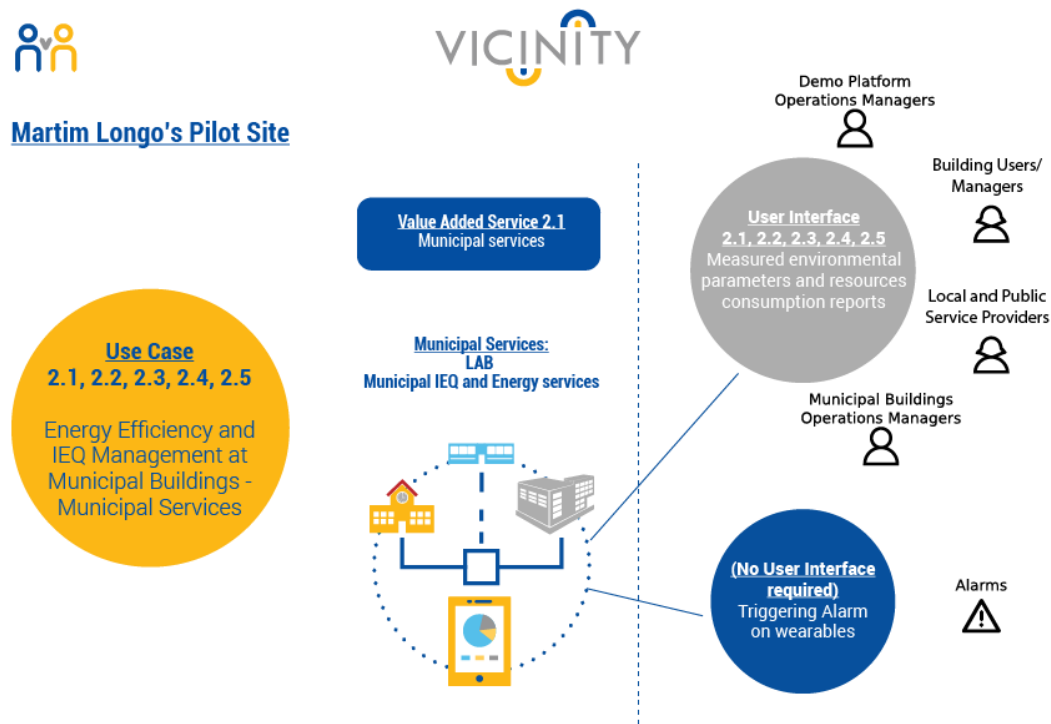 VICINITY
Martim Longo's Pilot Site
Use Case
2.1, 2.2, 2.3, 2.4, 2.5
Energy Efficiency and
IEQ Management at
Municipal Buildings -
Municipal Services
Value Added Service 2.1
Municipal services
Municipal Services:
LAB
Municipal IEQ and Energy services
Demo Platform
Operations Managers
User Interface
2.1, 2.2, 2.3, 2.4, 2.5
Measured environmental
parameters and resources
consumption reports
Building Users/
Managers
Local and Public
Service Providers
Municipal Buildings
Operations Managers
(No User Interface
required)
Triggering Alarm
on wearables
Alarms